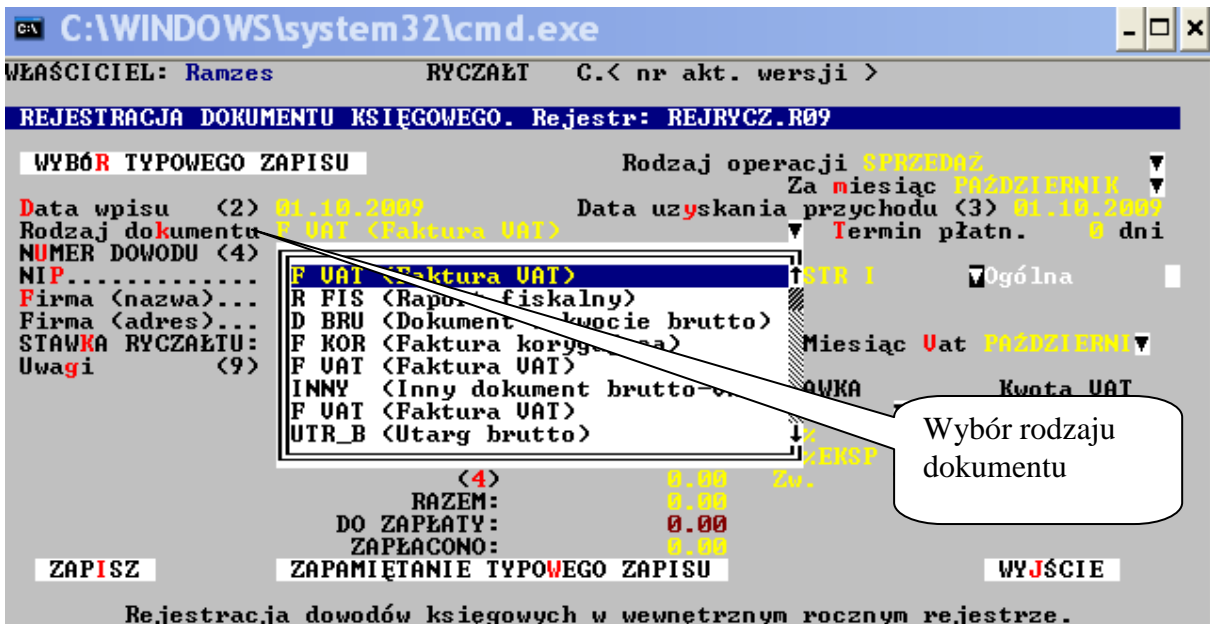 C:\WINDOWS\system32\cmd.exe
WŁAŚCICIEL: Ramzes RYCZAŁT C.< nr akt. wersji >
REJESTRACJA DOKUMENTU KSIĘGOWEGO. Rejestr: REJRYCZ.R09
WYBÓR TYPOWEGO ZAPISU Rodzaj operacji SPRZEDAŻ
Za miesiąc PAŹDZIERNIK
Data wpisu (2) 01.10.2009 Data uzyskania przychodu (3) 01.10.2009
Rodzaj dokumentu F VAT (Faktura VAT) Termin płatn. 0 dni
NUMER DOWODU (4)
NIP............. F VAT (Faktura VAT) STR I Ogólna
Firma (nazwa)... R FIS (Raport fiskalny)
Firma (adres)... D BRU (Dokument kwocie brutto)
STAWKA RYCZAŁTU: F KOR (Faktura korygująca) Miesiąc Vat PAŹDZIERNI
Uwagi (9) F VAT (Faktura VAT)
INNY (Inny dokument brutto-AWKA Kwota VAT
F VAT (Faktura VAT)
UTR_B (Utarg brutto) %
%EKSP
Wybór rodzaju
dokumentu
(4) 0.00 Zw.
RAZEM: 0.00
DO ZAPŁATY: 0.00
ZAPŁACONO: 0.00
ZAPISZ ZAPAMIĘTANIE TYPOWEGO ZAPISU WYJŚCIE
Rejestracja dowodów księgowych w wewnętrznym rocznym rejestrze.